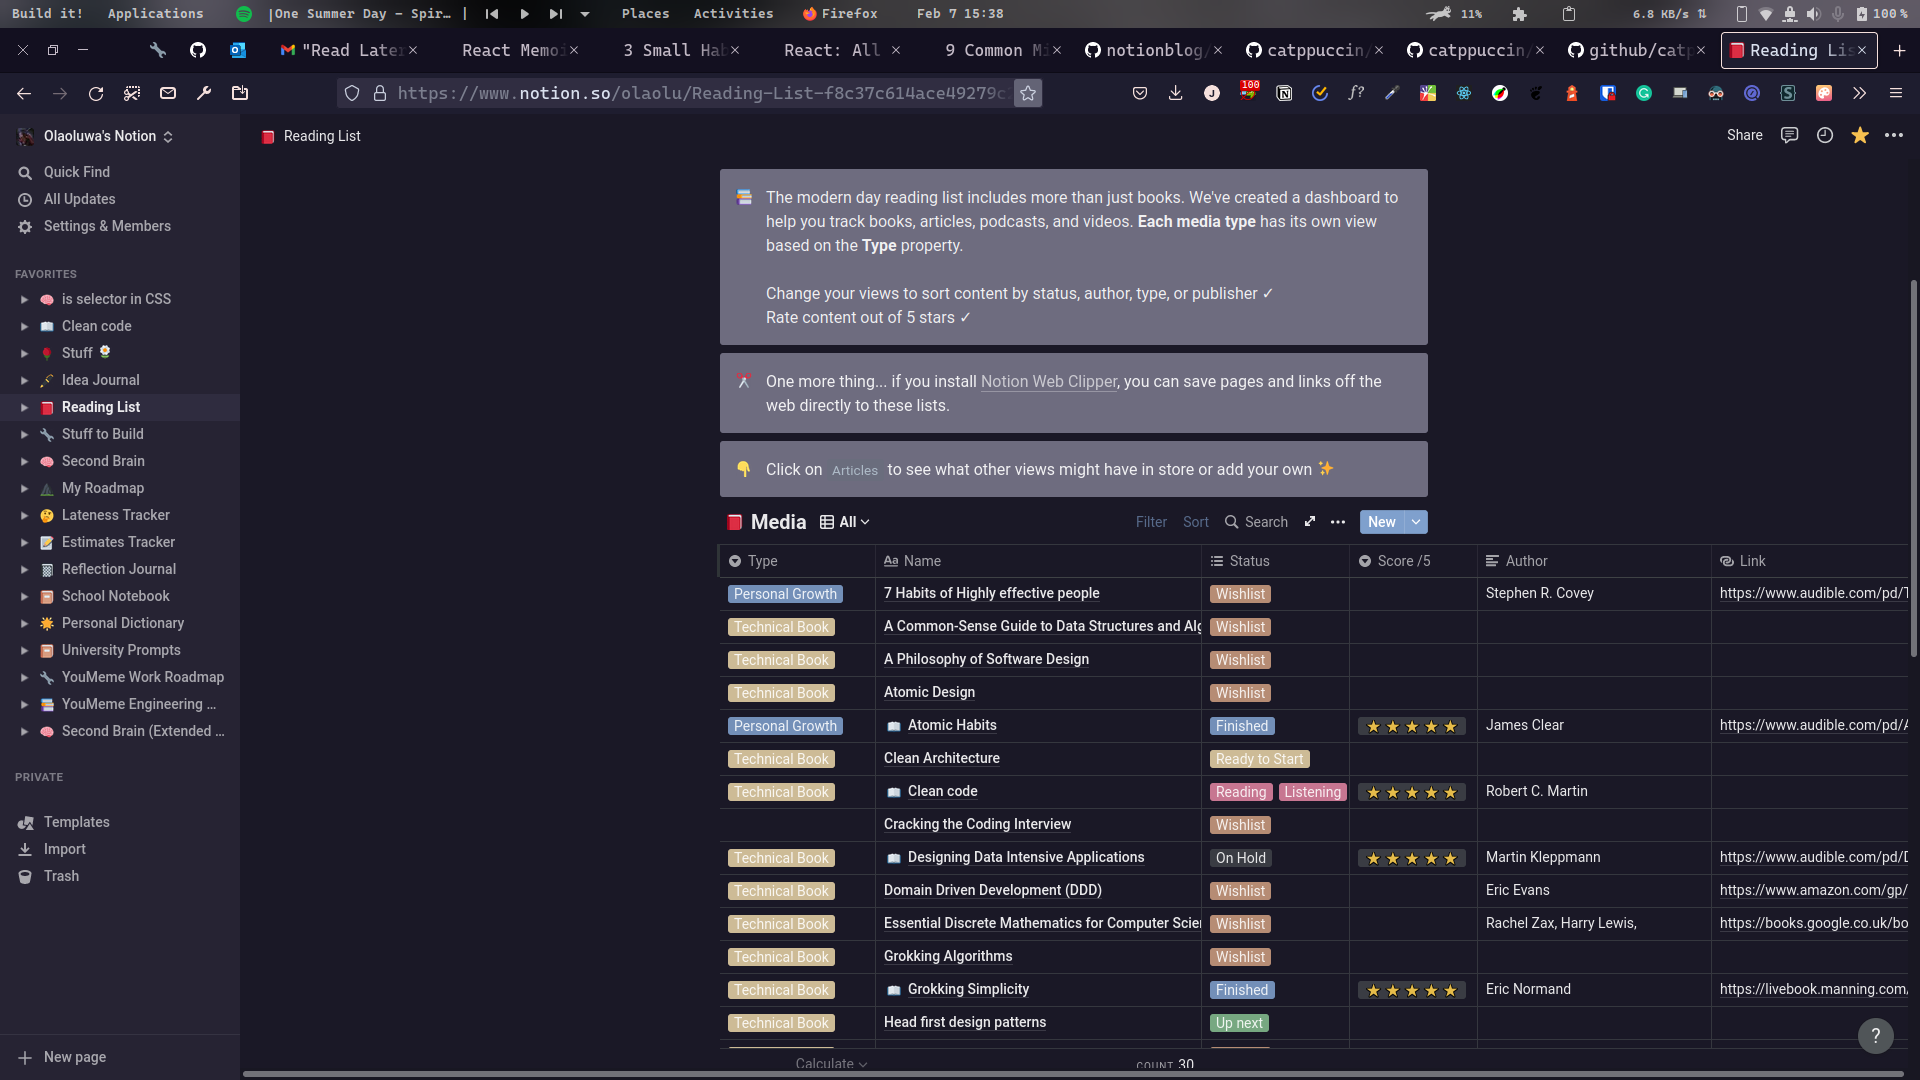 Build it! Applications |One Summer Day – Spir… | Places Activities Firefox Feb 7 15:38 11% 6.8 KB/s 100%
"Read Late React Memo 3 Small Hab React: All 9 Common Mi notionblog/ catppuccin/ catppuccin/ github/catp Reading Lis
https://www.notion.so/olaolu/Reading-List-f8c37c614ace49279c 100
Olaoluwa's Notion
Reading List
Share
Quick Find
All Updates
Settings & Members
FAVORITES
is selector in CSS
Clean code
Stuff
Idea Journal
Reading List
Stuff to Build
Second Brain
My Roadmap
Lateness Tracker
Estimates Tracker
Reflection Journal
School Notebook
Personal Dictionary
University Prompts
YouMeme Work Roadmap
YouMeme Engineering …
Second Brain (Extended …
PRIVATE
Templates
Import
Trash
New page
The modern day reading list includes more than just books. We've created a dashboard to
help you track books, articles, podcasts, and videos. Each media type has its own view
based on the Type property.
Change your views to sort content by status, author, type, or publisher ✓
Rate content out of 5 stars ✓
One more thing... if you install Notion Web Clipper, you can save pages and links off the
web directly to these lists.
Click on Articles to see what other views might have in store or add your own
Media All Filter Sort Search New
Type Name Status Score /5 Author Link
Personal Growth 7 Habits of Highly effective people Wishlist Stephen R. Covey https://www.audible.com/pd/
Technical Book A Common-Sense Guide to Data Structures and Alg Wishlist
Technical Book A Philosophy of Software Design Wishlist
Technical Book Atomic Design Wishlist
Personal Growth Atomic Habits Finished ★★★★★ James Clear https://www.audible.com/pd/A
Technical Book Clean Architecture Ready to Start
Technical Book Clean code Reading Listening ★★★★★ Robert C. Martin
Cracking the Coding Interview Wishlist
Technical Book Designing Data Intensive Applications On Hold ★★★★★ Martin Kleppmann https://www.audible.com/pd/D
Technical Book Domain Driven Development (DDD) Wishlist Eric Evans https://www.amazon.com/gp/
Technical Book Essential Discrete Mathematics for Computer Scien Wishlist Rachel Zax, Harry Lewis, https://books.google.co.uk/bo
Technical Book Grokking Algorithms Wishlist
Technical Book Grokking Simplicity Finished ★★★★★ Eric Normand https://livebook.manning.com/
Technical Book Head first design patterns Up next
Calculate COUNT 30
?